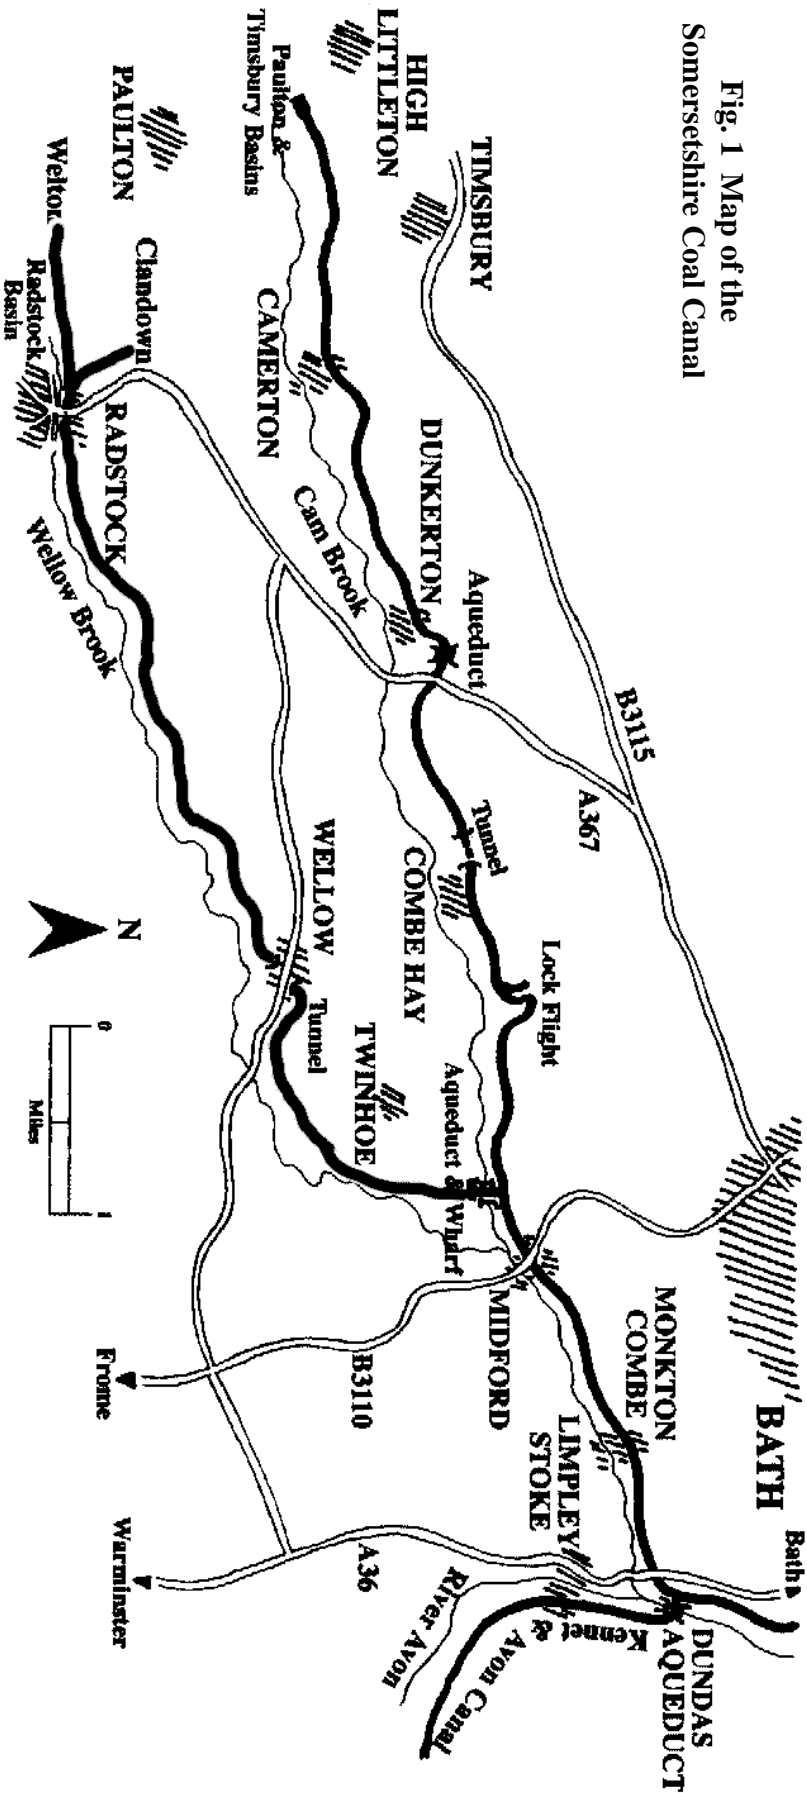 Fig. 1 Map of the
Somersetshire Coal Canal
HIGH
LITTLETON
TIMSBURY
Paulton &
Timsbury Basins
PAULTON
Welton
Clandown
Radstock
Basin
RADSTOCK
CAMERTON
DUNKERTON
Cam Brook
Wellow Brook
Aqueduct
B3115
A367
Tunnel
COMBE HAY
WELLOW
Tunnel
Lock Flight
TWINHOE
Aqueduct & Wharf
N
0
1
Miles
MIDFORD
MONKTON
COMBE
LIMPLEY
STOKE
BATH
Bath
B3110
Frome
A36
Warminster
River Avon
Kennet &
Avon Canal
DUNDAS
AQUEDUCT